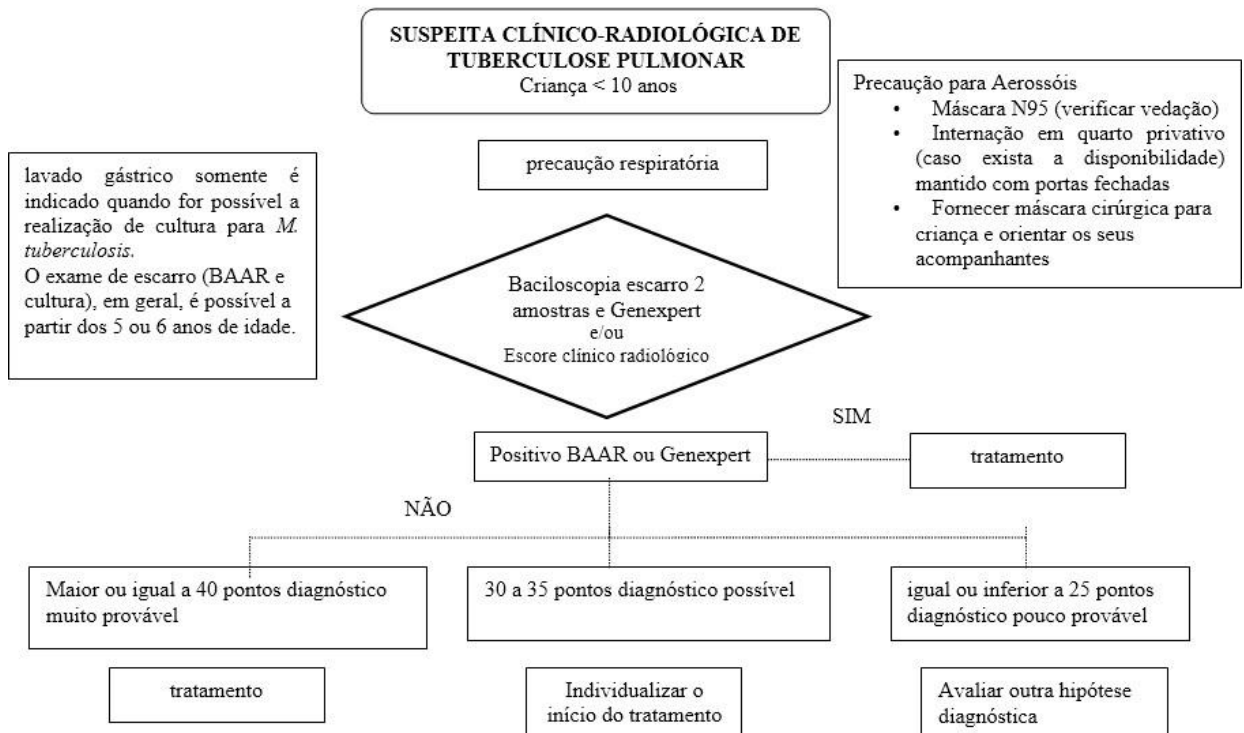 SUSPEITA CLÍNICO-RADIOLÓGICA DE
TUBERCULOSE PULMONAR
Criança < 10 anos
Precaução para Aerossóis
• Máscara N95 (verificar vedação)
• Internação em quarto privativo
(caso exista a disponibilidade)
mantido com portas fechadas
• Fornecer máscara cirúrgica para
criança e orientar os seus
acompanhantes
precaução respiratória
lavado gástrico somente é
indicado quando for possível a
realização de cultura para M.
tuberculosis.
O exame de escarro (BAAR e
cultura), em geral, é possível a
partir dos 5 ou 6 anos de idade.
Baciloscopia escarro 2
amostras e Genexpert
e/ou
Escore clínico radiológico
SIM
Positivo BAAR ou Genexpert
tratamento
NÃO
Maior ou igual a 40 pontos diagnóstico
muito provável
30 a 35 pontos diagnóstico possível
igual ou inferior a 25 pontos
diagnóstico pouco provável
tratamento
Individualizar o
início do tratamento
Avaliar outra hipótese
diagnóstica